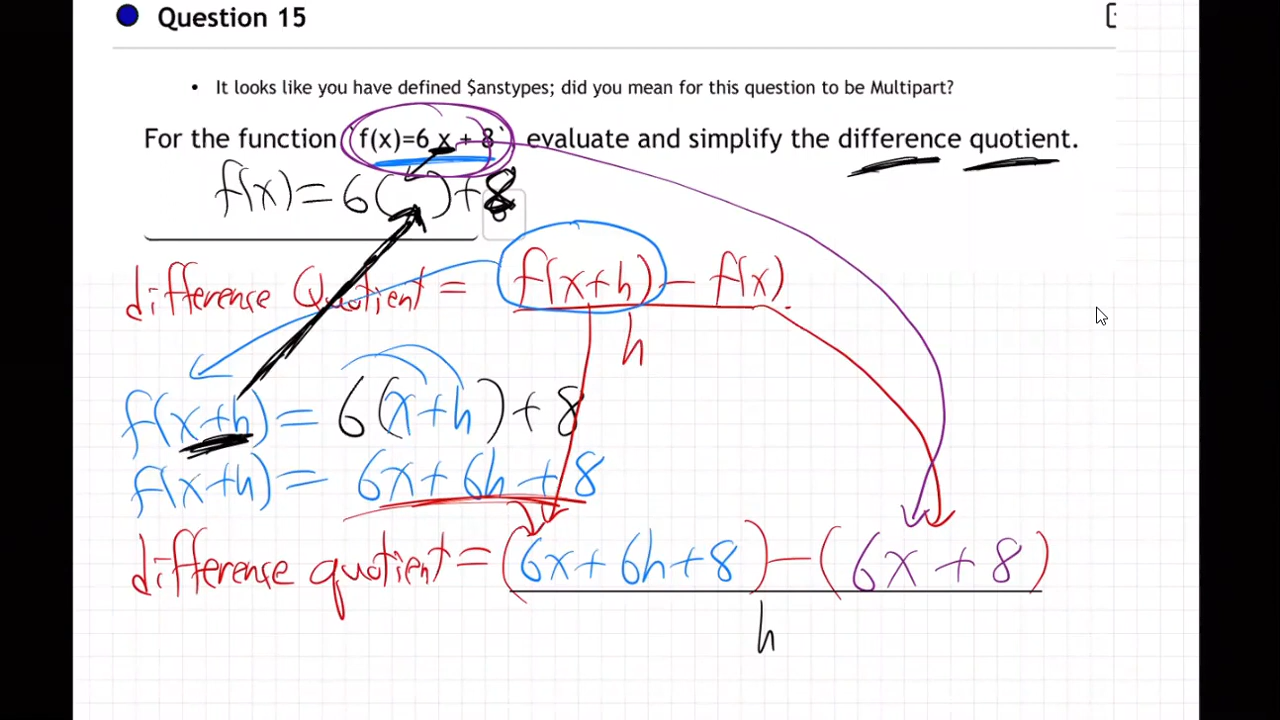 Question 15
• It looks like you have defined $anstypes; did you mean for this question to be Multipart?
For the function `f(x)=6 x + 8` evaluate and simplify the difference quotient.
f(x) = 6( ) + 8
difference Quotient = f(x+h) - f(x)
h
f(x+h) = 6(x+h) + 8
f(x+h) = 6x + 6h + 8
difference quotient = (6x + 6h + 8) - (6x + 8)
h